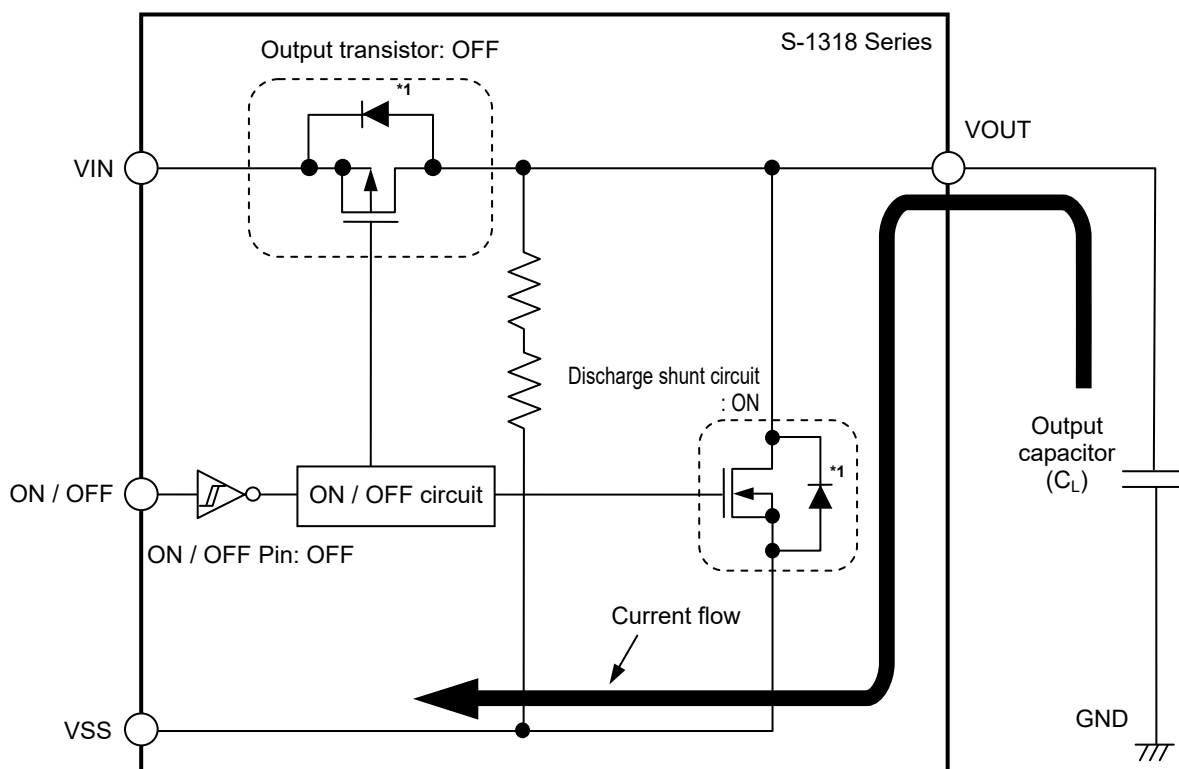 S-1318 Series
Output transistor: OFF
*1
VOUT
VIN
Discharge shunt circuit
: ON
*1
Output
capacitor
(CL)
ON / OFF
ON / OFF circuit
ON / OFF Pin: OFF
Current flow
GND
VSS